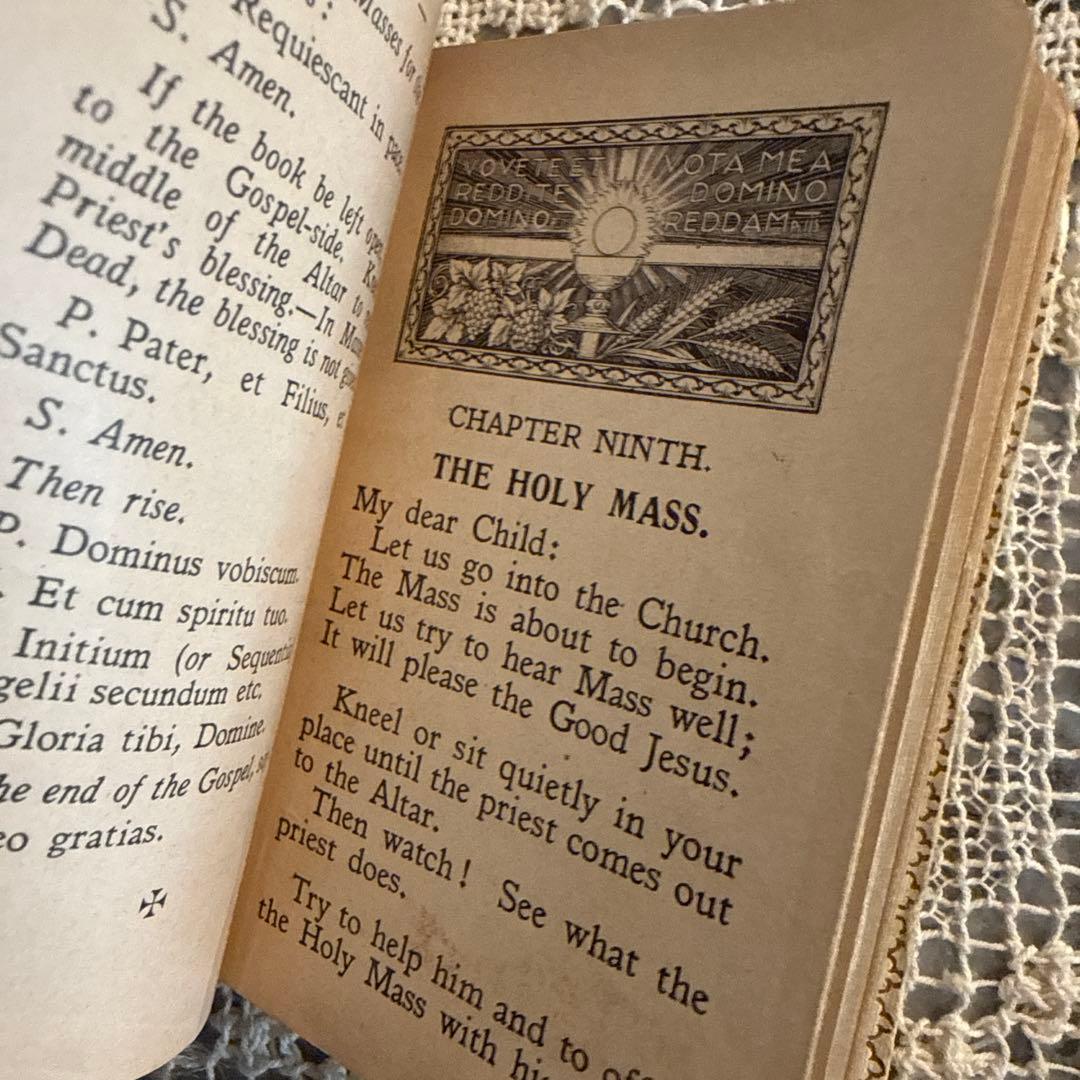 Masses for
Requiescant in pace
S. Amen.
If the book be left open
to the Gospel-side,
middle of the Altar to
Priest's blessing.—In
Dead, the blessing is not
P. Pater, et Filius, et
Sanctus.
S. Amen.
Then rise.
P. Dominus vobiscum.
Et cum spiritu tuo.
Initium (or
gelii secundum etc.
Gloria tibi, Domine.
end of the Gospel,
eo gratias.
VOVETE ET
REDDITE
DOMINO
VOTA MEA
DOMINO
REDDAM
CHAPTER NINTH.
THE HOLY MASS.
My dear Child:
Let us go into the Church.
The Mass is about to begin.
Let us try to hear Mass well;
It will please the Good Jesus.
Kneel or sit quietly in your
place until the priest comes out
to the Altar.
Then watch! See what the
priest does.
Try to help him and to
the Holy Mass with